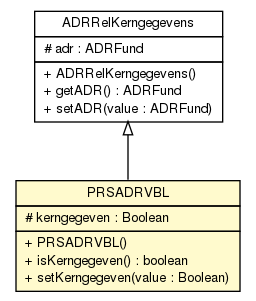 ADRRelKerngegevens
# adr : ADRFund
+ ADRRelKerngegevens()
+ getADR() : ADRFund
+ setADR(value : ADRFund)
PRSADRVBL
# kerngegeven : Boolean
+ PRSADRVBL()
+ isKerngegeven() : boolean
+ setKerngegeven(value : Boolean)